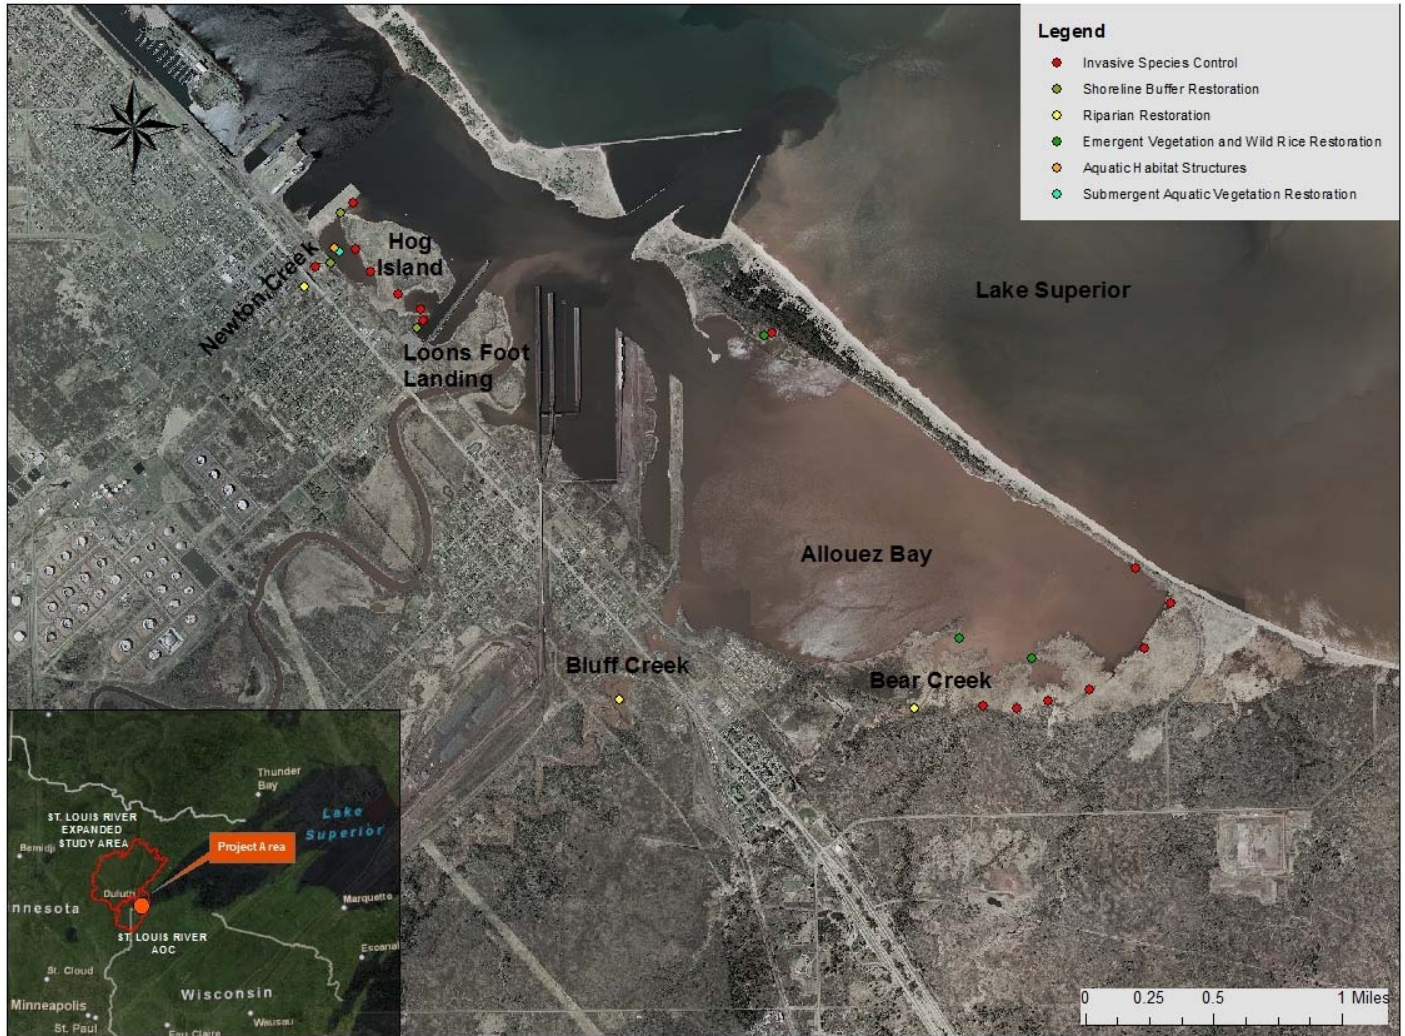 Legend
Invasive Species Control
Shoreline Buffer Restoration
Riparian Restoration
Emergent Vegetation and Wild Rice Restoration
Aquatic Habitat Structures
Submergent Aquatic Vegetation Restoration
Hog
Island
Newton Creek
Lake Superior
Loons Foot
Landing
Allouez Bay
Bluff Creek
Bear Creek
Thunder
Bay
Lake
Superior
ST. LOUIS RIVER
EXPANDED
STUDY AREA
Bemidji
Project Area
Duluth
nnesota
Marquette
ST. LOUIS RIVER
AOC
Escanal
St. Cloud
Wisconsin
Minneapolis
St. Paul
Eau Claire
Wausau
0 0.25 0.5 1 Miles